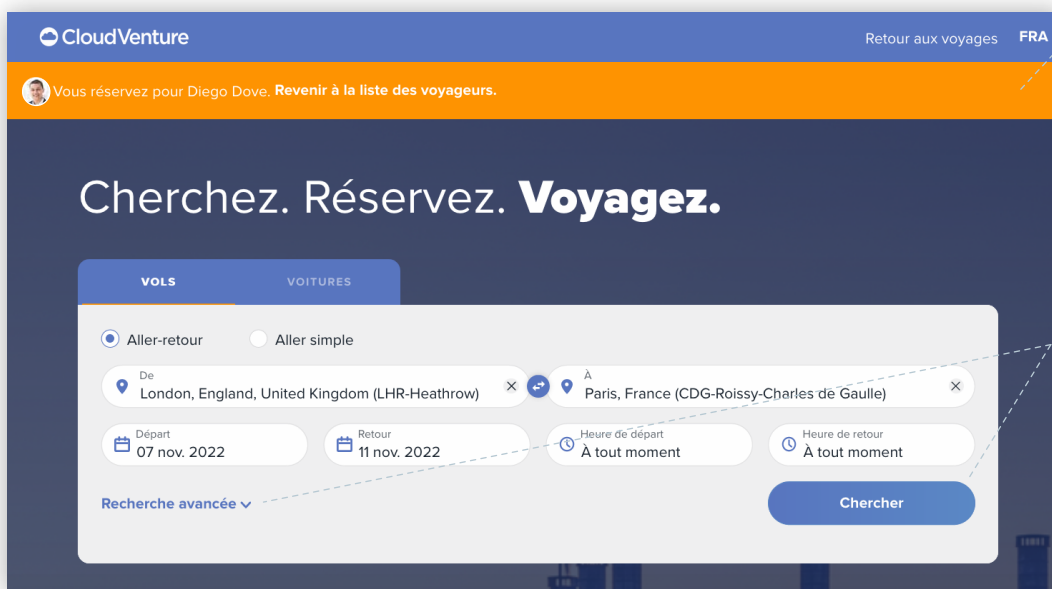 CloudVenture
Retour aux voyages FRA
Vous réservez pour Diego Dove. Revenir à la liste des voyageurs.
Cherchez. Réservez. Voyagez.
VOLS VOITURES
Aller-retour Aller simple
De
London, England, United Kingdom (LHR-Heathrow)
À
Paris, France (CDG-Roissy-Charles de Gaulle)
Départ
07 nov. 2022
Retour
11 nov. 2022
Heure de départ
À tout moment
Heure de retour
À tout moment
Recherche avancée
Chercher